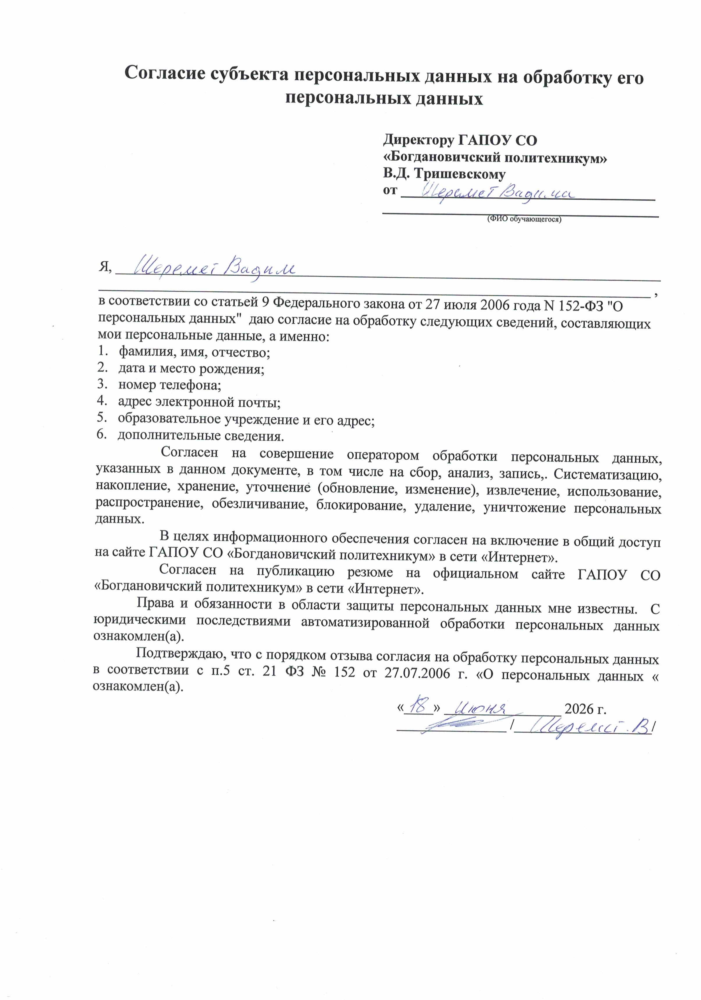 Согласие субъекта персональных данных на обработку его
персональных данных
Директору ГАПОУ СО
«Богдановичский политехникум»
В.Д. Тришевскому
от Шеремет Вадима
(ФИО обучающегося)
Я, Шеремет Вадим
,
в соответствии со статьей 9 Федерального закона от 27 июля 2006 года N 152-ФЗ "О
персональных данных" даю согласие на обработку следующих сведений, составляющих
мои персональные данные, а именно:
1. фамилия, имя, отчество;
2. дата и место рождения;
3. номер телефона;
4. адрес электронной почты;
5. образовательное учреждение и его адрес;
6. дополнительные сведения.
Согласен на совершение оператором обработки персональных данных,
указанных в данном документе, в том числе на сбор, анализ, запись,. Систематизацию,
накопление, хранение, уточнение (обновление, изменение), извлечение, использование,
распространение, обезличивание, блокирование, удаление, уничтожение персональных
данных.
В целях информационного обеспечения согласен на включение в общий доступ
на сайте ГАПОУ СО «Богдановичский политехникум» в сети «Интернет».
Согласен на публикацию резюме на официальном сайте ГАПОУ СО
«Богдановичский политехникум» в сети «Интернет».
Права и обязанности в области защиты персональных данных мне известны. С
юридическими последствиями автоматизированной обработки персональных данных
ознакомлен(а).
Подтверждаю, что с порядком отзыва согласия на обработку персональных данных
в соответствии с п.5 ст. 21 ФЗ № 152 от 27.07.2006 г. «О персональных данных «
ознакомлен(а).
«18» Июня 2026 г.
/ Шеремет.В/